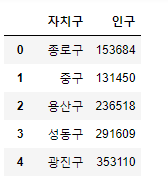 자치구 인구
0 종로구 153684
1 중구 131450
2 용산구 236518
3 성동구 291609
4 광진구 353110